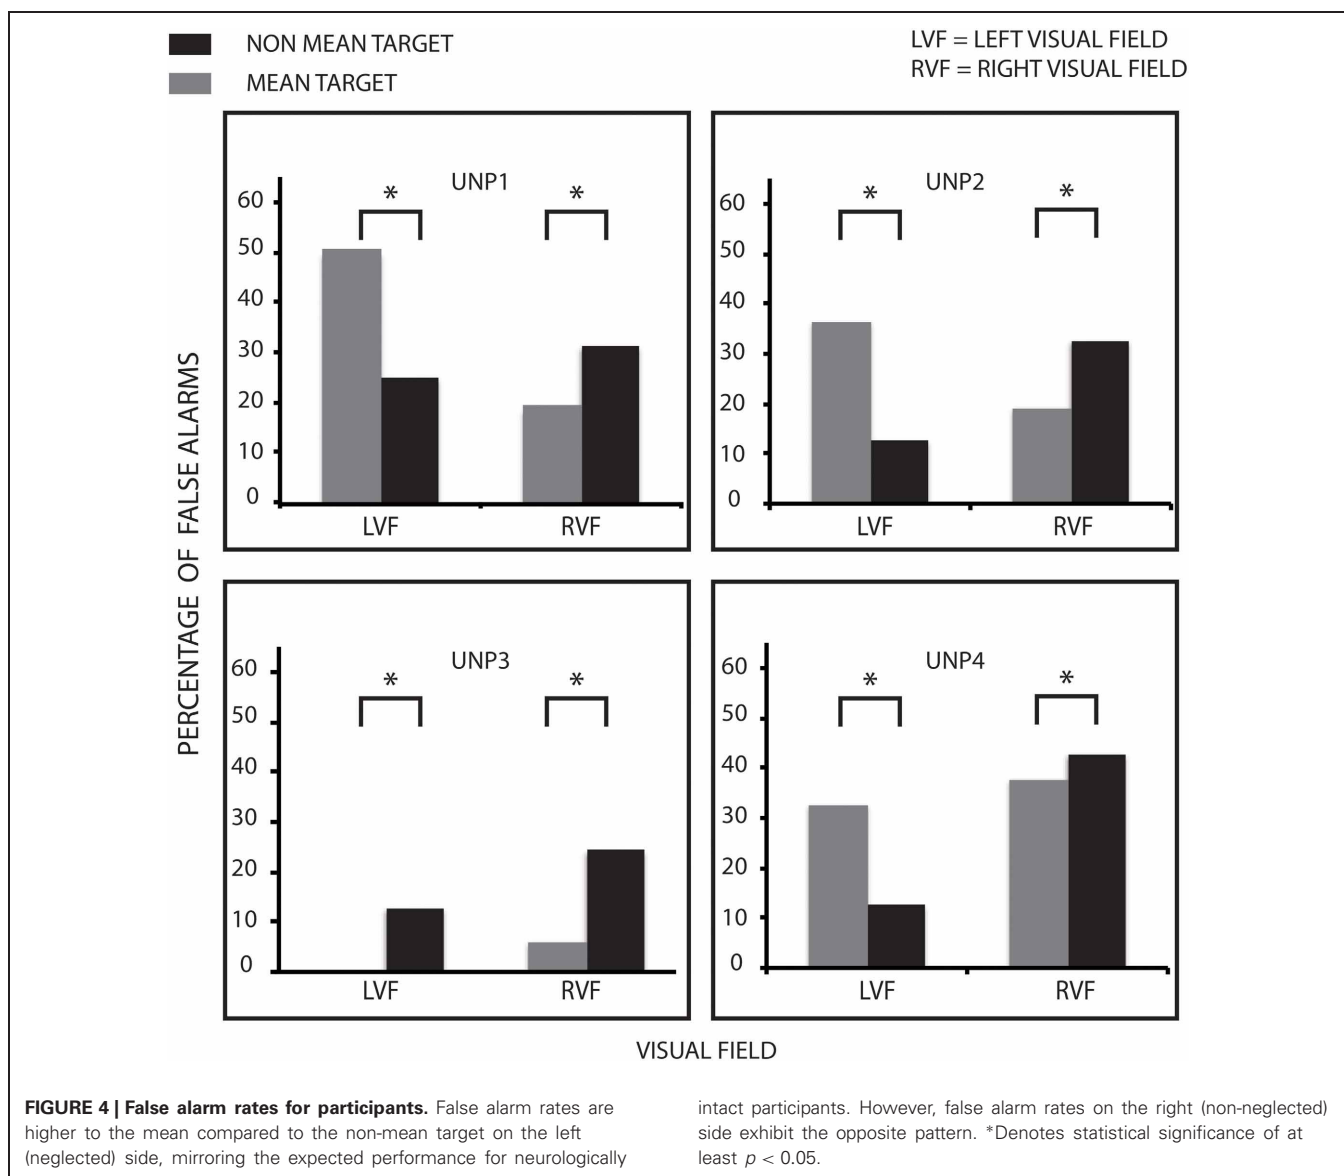 NON MEAN TARGET
MEAN TARGET
LVF = LEFT VISUAL FIELD
RVF = RIGHT VISUAL FIELD
PERCENTAGE OF FALSE ALARMS
UNP1
*
*
60
50
40
30
20
10
0
LVF
RVF
UNP2
*
*
60
50
40
30
20
10
0
LVF
RVF
UNP3
*
*
60
50
40
30
20
10
0
LVF
RVF
UNP4
*
*
60
50
40
30
20
10
0
LVF
RVF
VISUAL FIELD
FIGURE 4 | False alarm rates for participants. False alarm rates are
higher to the mean compared to the non-mean target on the left
(neglected) side, mirroring the expected performance for neurologically
intact participants. However, false alarm rates on the right (non-neglected)
side exhibit the opposite pattern. *Denotes statistical significance of at
least p < 0.05.